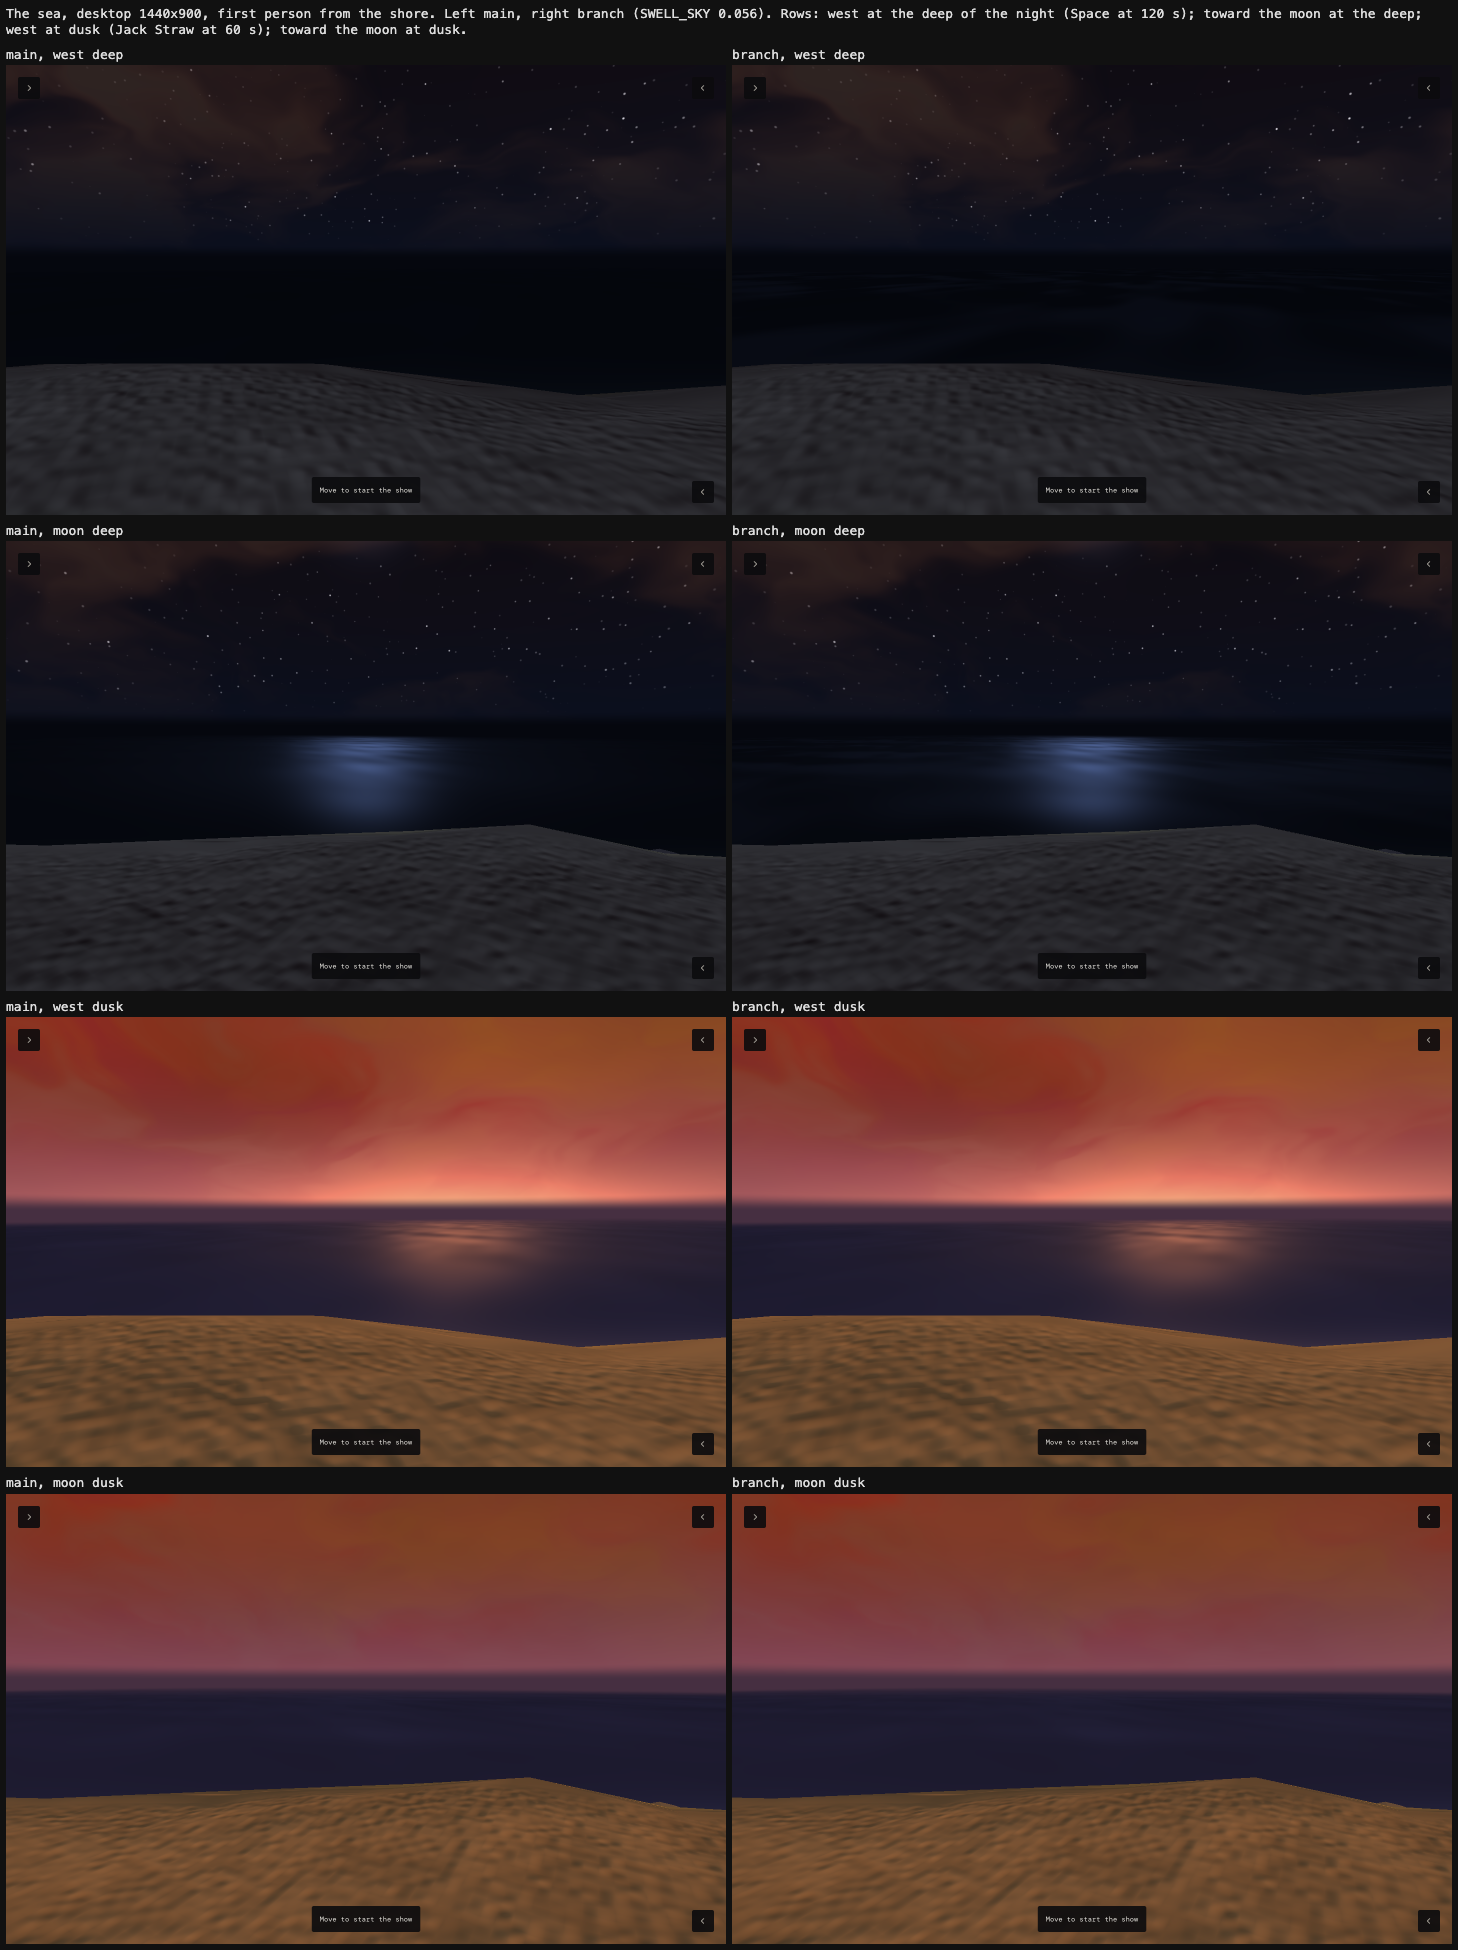 The sea, desktop 1440x900, first person from the shore. Left main, right branch (SWELL_SKY 0.056). Rows: west at the deep of the night (Space at 120 s); toward the moon at the deep;
west at dusk (Jack Straw at 60 s); toward the moon at dusk.
main, west deep
branch, west deep
Move to start the show
Move to start the show
main, moon deep
branch, moon deep
Move to start the show
Move to start the show
main, west dusk
branch, west dusk
Move to start the show
Move to start the show
main, moon dusk
branch, moon dusk
Move to start the show
Move to start the show